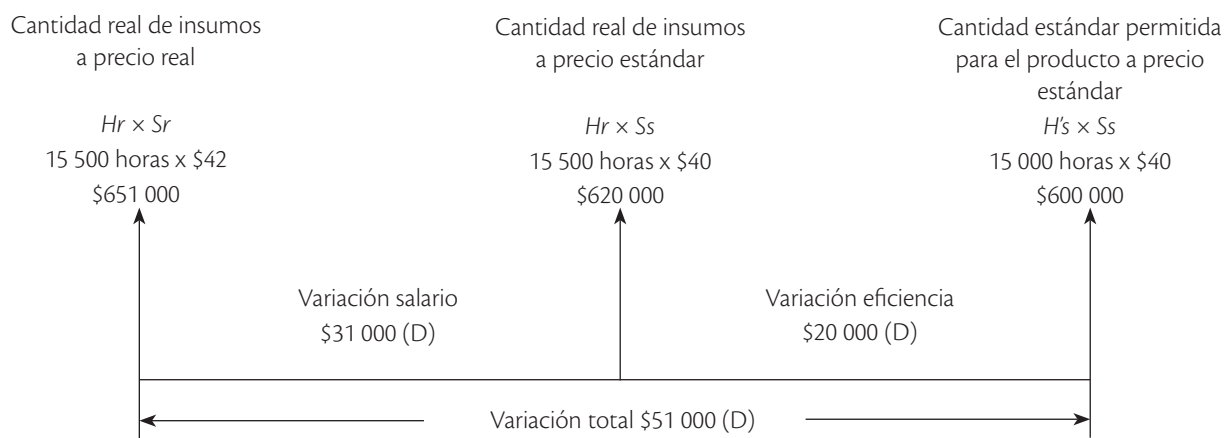 Cantidad real de insumos
a precio real
Hr × Sr
15 500 horas x $42
$651 000
Cantidad real de insumos
a precio estándar
Hr × Ss
15 500 horas x $40
$620 000
Cantidad estándar permitida
para el producto a precio
estándar
H's × Ss
15 000 horas x $40
$600 000
Variación salario
$31 000 (D)
Variación eficiencia
$20 000 (D)
Variación total $51 000 (D)